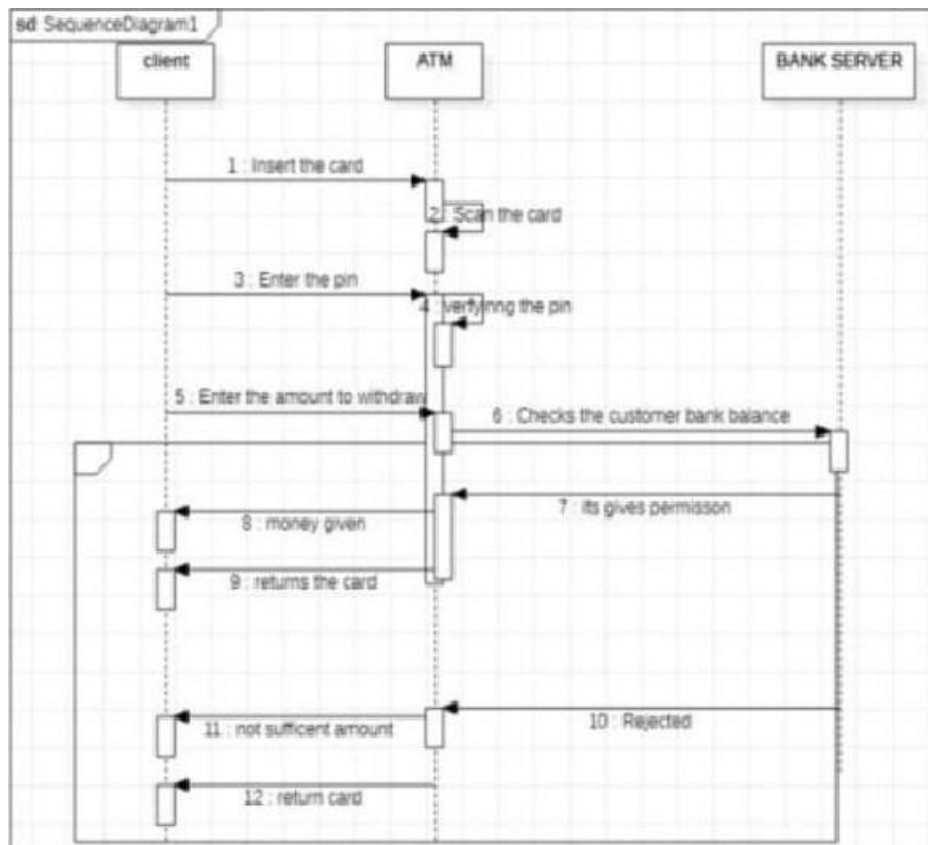 sd SequenceDiagram1
client
ATM
BANK SERVER
1 : Insert the card
2 : Scan the card
3 : Enter the pin
4 : verfyinng the pin
5 : Enter the amount to withdraw
6 : Checks the customer bank balance
7 : its gives permisson
8 : money given
9 : returns the card
10 : Rejected
11 : not sufficent amount
12 : return card